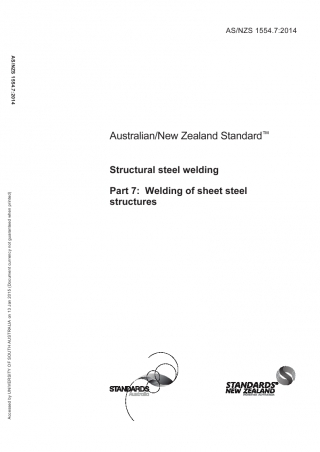 AS/NZS 1554.7:2014
AS/NZS 1554.7:2014
Australian/New Zealand Standard™
Structural steel welding
Part 7: Welding of sheet steel
structures
Accessed by UNIVERSITY OF SOUTH AUSTRALIA on 13 Jan 2015 (Document currency not guaranteed when printed)
STANDARDS
Australia
STANDARDS
NEW ZEALAND